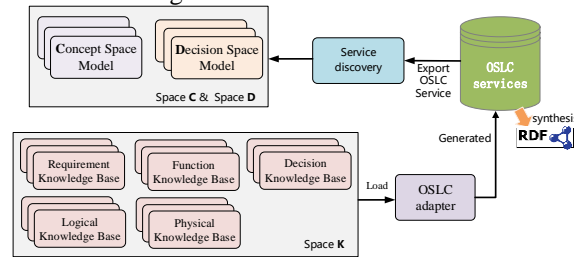 Concept Space
Model
Decision Space
Model
Space C & Space D
Service
discovery
Export
OSLC
Service
OSLC
services
synthesis
RDF
Generated
Requirement
Knowledge Base
Function
Knowledge Base
Decision
Knowledge Base
Logical
Knowledge Base
Physical
Knowledge Base
Space K
Load
OSLC
adapter